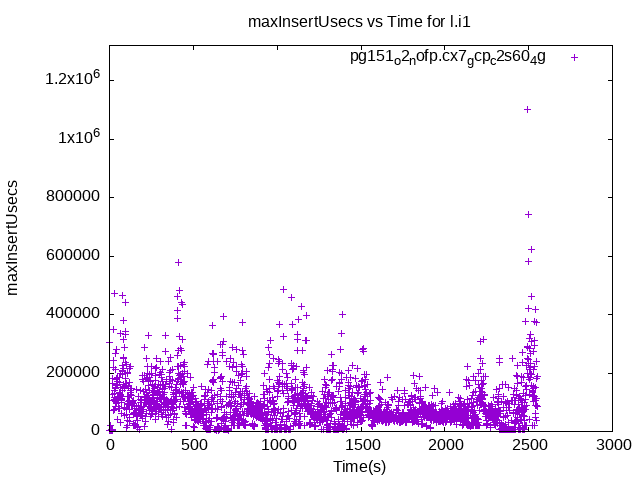 maxInsertUsecs vs Time for l.i1
pg151o2nofp.cx7gcpc2s604g
1.2x10^6
1x10^6
800000
600000
400000
200000
0
maxInsertUsecs
0 500 1000 1500 2000 2500 3000
Time(s)